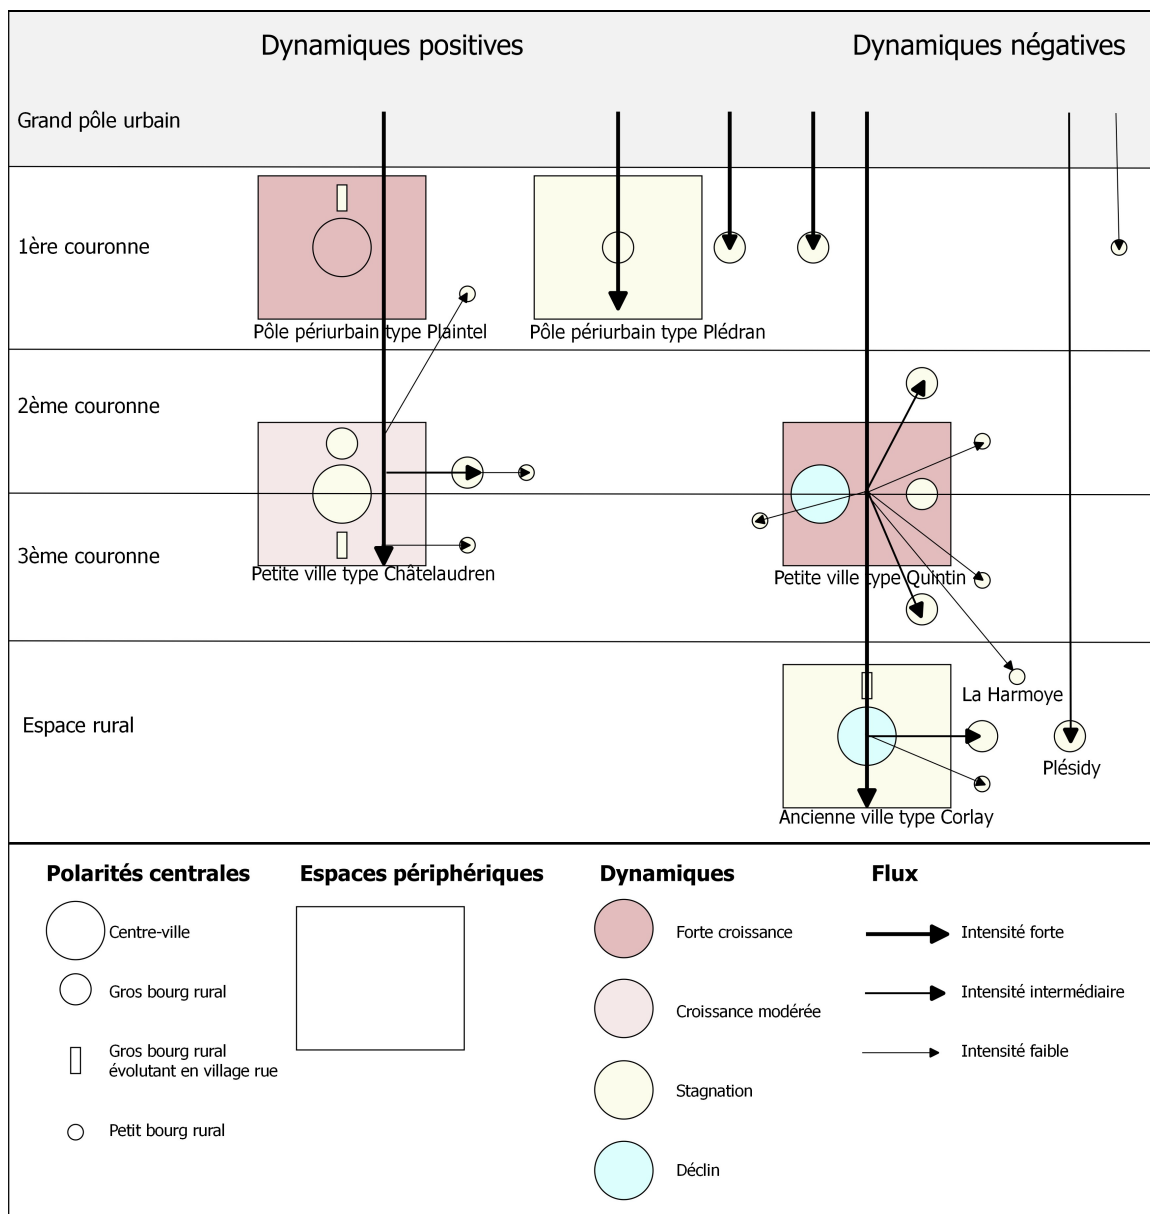 Dynamiques positives
Dynamiques négatives
Grand pôle urbain
1ère couronne
Pôle périurbain type Plaintel
Pôle périurbain type Plédran
2ème couronne
3ème couronne
Petite ville type Châtelaudren
Petite ville type Quintin
La Harmoye
Espace rural
Plésidy
Ancienne ville type Corlay
Polarités centrales
Espaces périphériques
Dynamiques
Flux
Centre-ville
Forte croissance
Intensité forte
Gros bourg rural
Croissance modérée
Intensité intermédiaire
Gros bourg rural
évolutant en village rue
Intensité faible
Stagnation
Petit bourg rural
Déclin